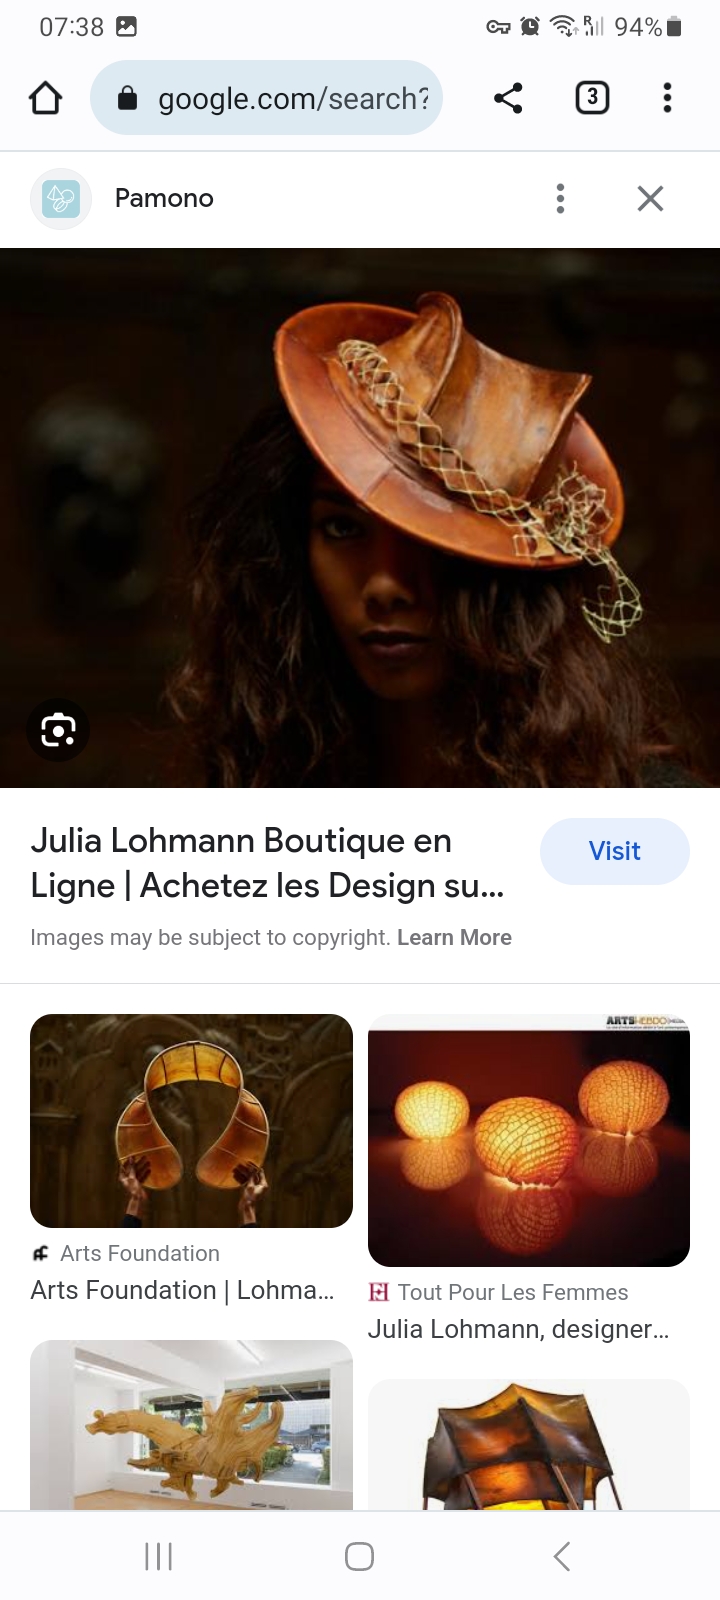 07:38
R
94%
google.com/search?
3
Pamono
Julia Lohmann Boutique en
Ligne | Achetez les Design su...
Visit
Images may be subject to copyright. Learn More
ARTSHEBDO
Arts Foundation
Arts Foundation | Lohma...
Tout Pour Les Femmes
Julia Lohmann, designer...